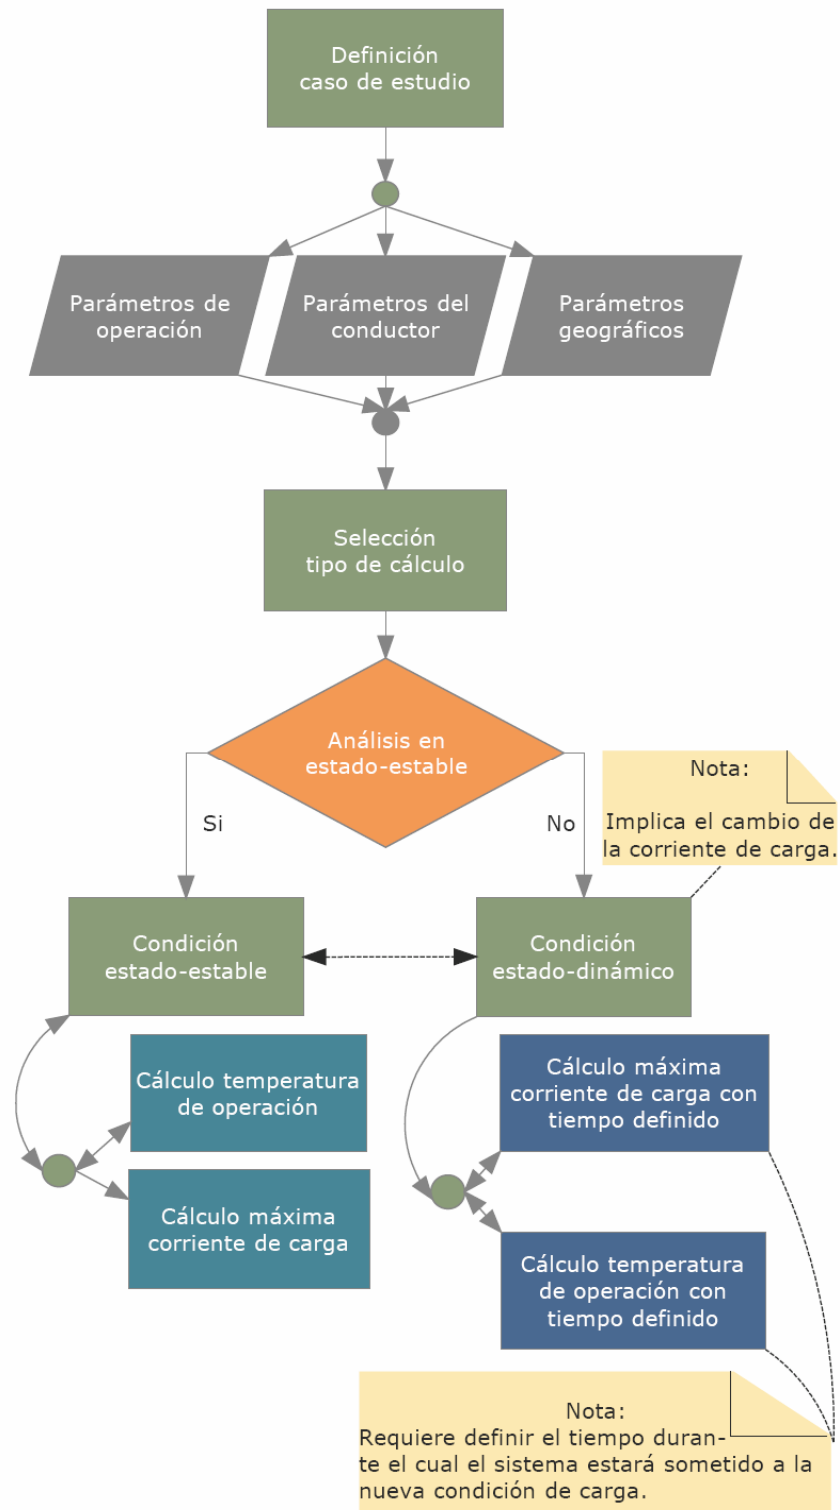 Definición
caso de estudio
Parámetros de
operación
Parámetros del
conductor
Parámetros
geográficos
Selección
tipo de cálculo
Análisis en
estado-estable
Si
No
Nota:
Implica el cambio de
la corriente de carga.
Condición
estado-estable
Condición
estado-dinámico
Cálculo temperatura
de operación
Cálculo máxima
corriente de carga
Cálculo máxima
corriente de carga con
tiempo definido
Cálculo temperatura
de operación con
tiempo definido
Nota:
Requiere definir el tiempo duran-
te el cual el sistema estará sometido a la
nueva condición de carga.